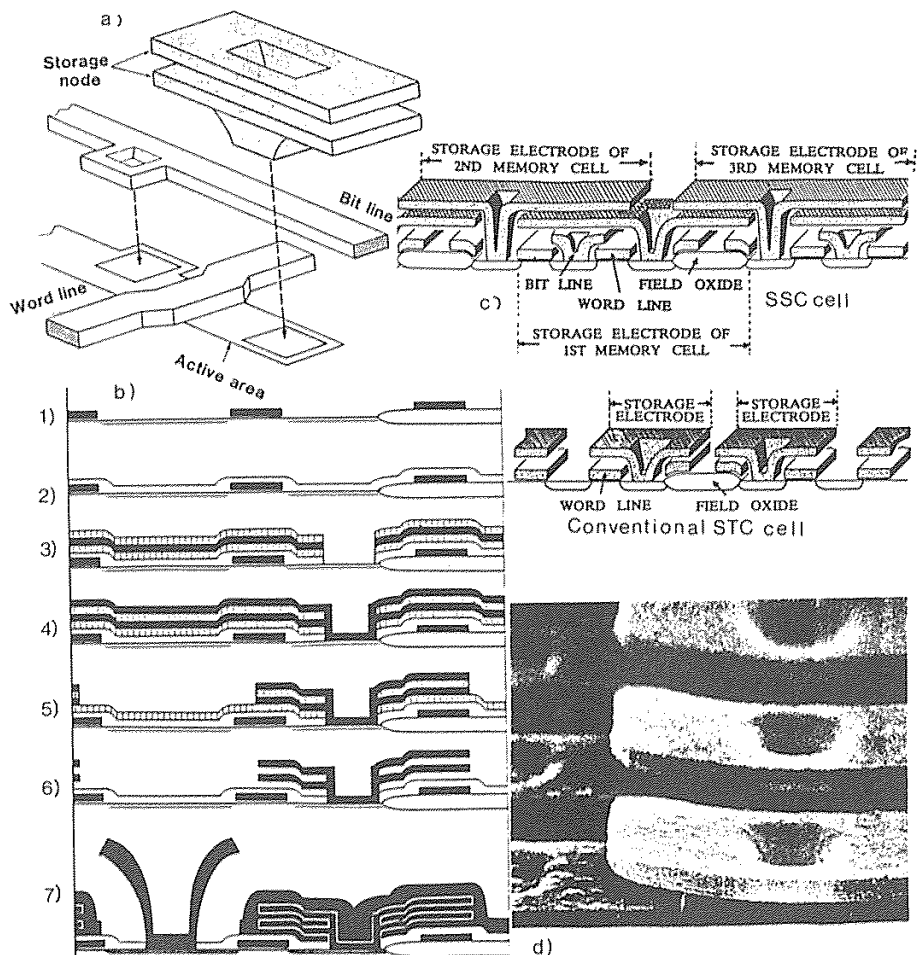 a)
Storage
node
Bit line
Word line
Active area
STORAGE ELECTRODE OF
2ND MEMORY CELL
STORAGE ELECTRODE OF
3RD MEMORY CELL
BIT LINE
WORD
LINE
FIELD OXIDE
c)
SSC cell
STORAGE ELECTRODE OF
1ST MEMORY CELL
b)
1)
2)
3)
4)
5)
6)
7)
STORAGE
ELECTRODE
STORAGE
ELECTRODE
WORD LINE
FIELD OXIDE
Conventional STC cell
d)